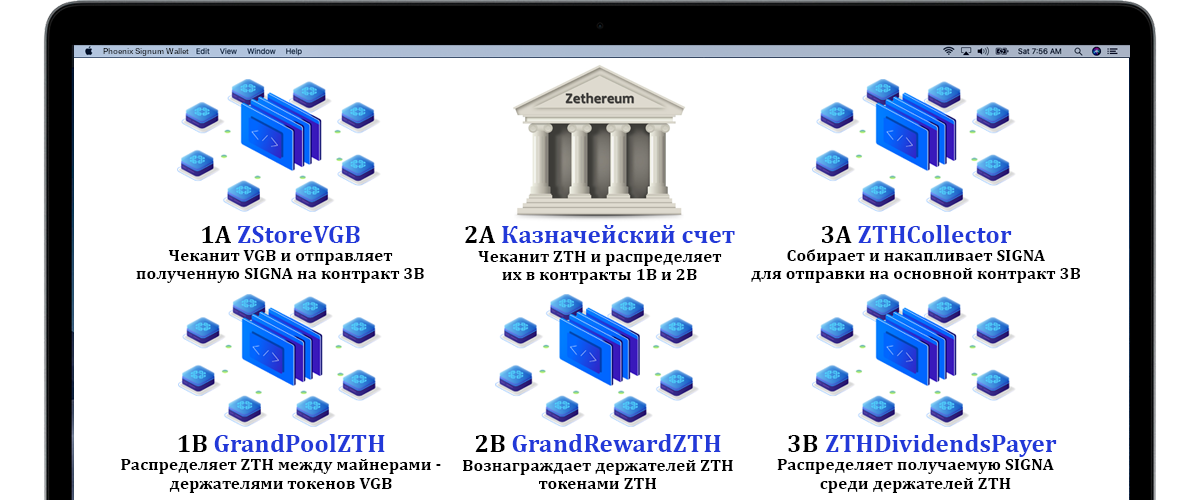 Phoenix Signum Wallet Edit View Window Help Sat 7:56 AM
Zethereum
1A ZStoreVGB
Чеканит VGB и отправляет
полученную SIGNA на контракт 3B
2A Казначейский счет
Чеканит ZTH и распределяет
их в контракты 1B и 2B
3A ZTHCollector
Собирает и накапливает SIGNA
для отправки на основной контракт 3B
1B GrandPoolZTH
Распределяет ZTH между майнерами -
держателями токенов VGB
2B GrandRewardZTH
Вознаграждает держателей ZTH
токенами ZTH
3B ZTHDividendsPayer
Распределяет получаемую SIGNA
среди держателей ZTH